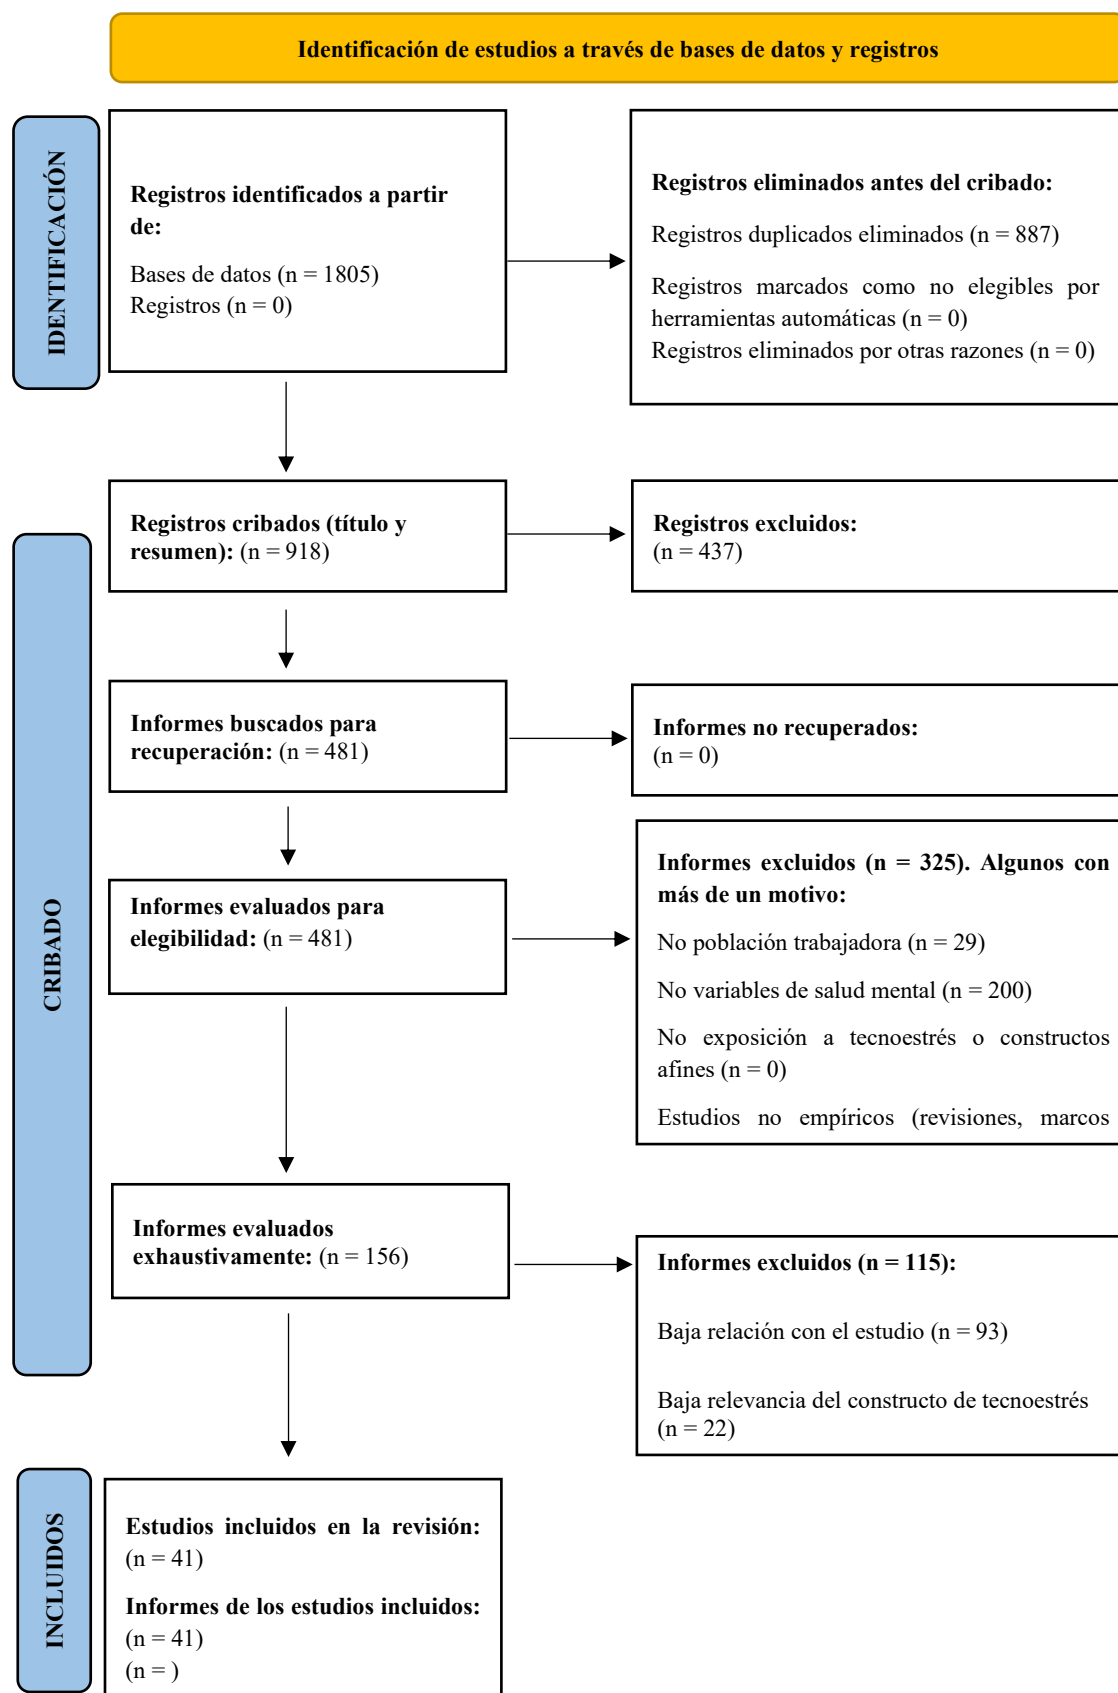 Identificación de estudios a través de bases de datos y registros
IDENTIFICACIÓN
Registros identificados a partir
de:
Bases de datos (n = 1805)
Registros (n = 0)
Registros eliminados antes del cribado:
Registros duplicados eliminados (n = 887)
Registros marcados como no elegibles por
herramientas automáticas (n = 0)
Registros eliminados por otras razones (n = 0)
CRIBADO
Registros cribados (título y
resumen): (n = 918)
Registros excluidos:
(n = 437)
Informes buscados para
recuperación: (n = 481)
Informes no recuperados:
(n = 0)
Informes evaluados para
elegibilidad: (n = 481)
Informes excluidos (n = 325). Algunos con
más de un motivo:
No población trabajadora (n = 29)
No variables de salud mental (n = 200)
No exposición a tecnoestrés o constructos
afines (n = 0)
Estudios no empíricos (revisiones, marcos
Informes evaluados
exhaustivamente: (n = 156)
Informes excluidos (n = 115):
Baja relación con el estudio (n = 93)
Baja relevancia del constructo de tecnoestrés
(n = 22)
INCLUIDOS
Estudios incluidos en la revisión:
(n = 41)
Informes de los estudios incluidos:
(n = 41)
(n = )